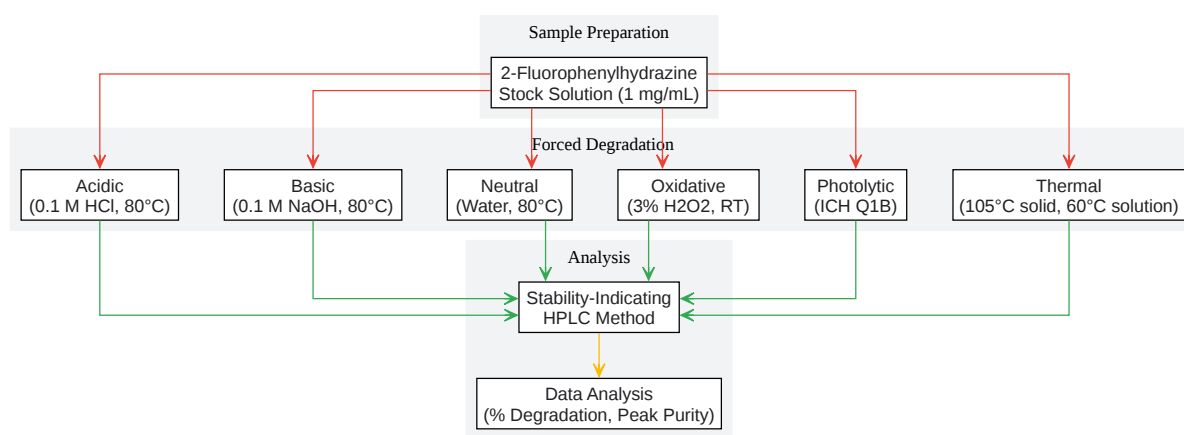 Sample Preparation
2-Fluorophenylhydrazine
Stock Solution (1 mg/mL)
Forced Degradation
Acidic
(0.1 M HCl, 80°C)
Basic
(0.1 M NaOH, 80°C)
Neutral
(Water, 80°C)
Oxidative
(3% H2O2, RT)
Photolytic
(ICH Q1B)
Thermal
(105°C solid, 60°C solution)
Analysis
Stability-Indicating
HPLC Method
Data Analysis
(% Degradation, Peak Purity)